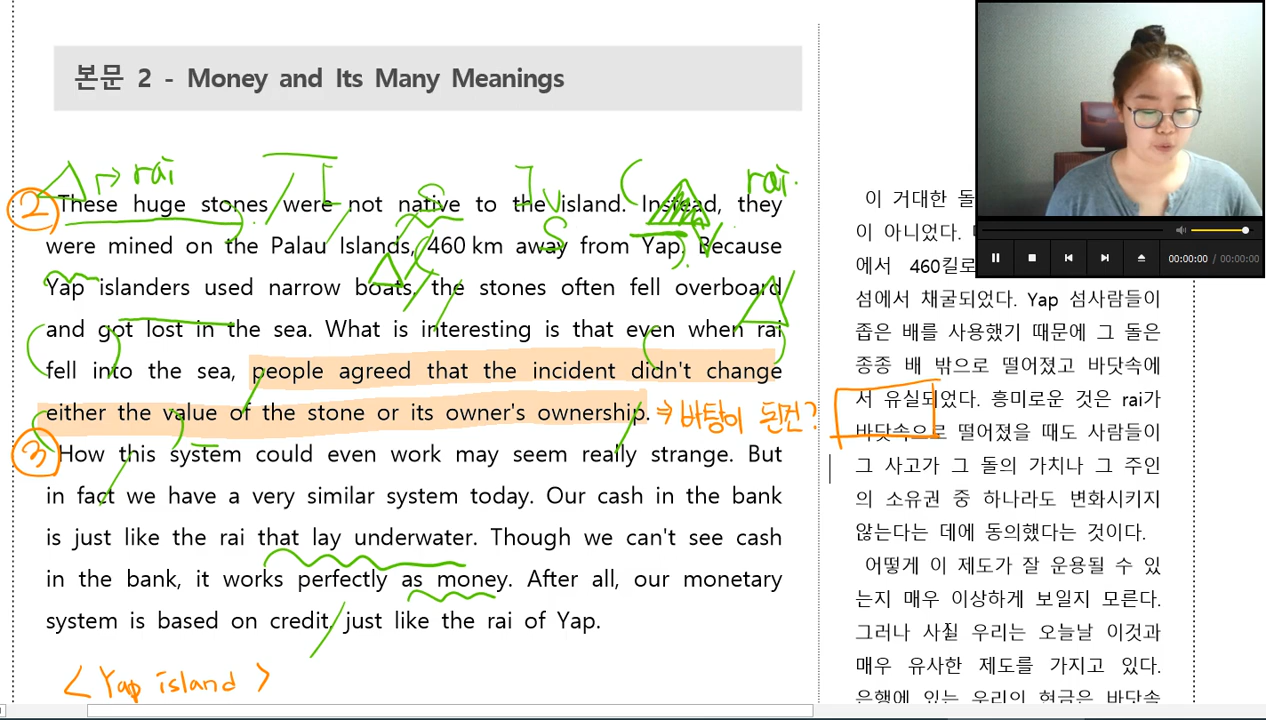 본문 2 - Money and Its Many Meanings
rai
rai.
② These huge stones were not native to the island. Instead, they
were mined on the Palau Islands, 460 km away from Yap. Because
Yap islanders used narrow boats, the stones often fell overboard
and got lost in the sea. What is interesting is that even when rai
fell into the sea, people agreed that the incident didn't change
either the value of the stone or its owner's ownership. ⇒ 바탕이 된건?
③ How this system could even work may seem really strange. But
in fact we have a very similar system today. Our cash in the bank
is just like the rai that lay underwater. Though we can't see cash
in the bank, it works perfectly as money. After all, our monetary
system is based on credit, just like the rai of Yap.
< Yap island >
이 거대한 돌
이 아니었다.
에서 460킬로
섬에서 채굴되었다. Yap 섬사람들이
좁은 배를 사용했기 때문에 그 돌은
종종 배 밖으로 떨어졌고 바닷속에
서 유실되었다. 흥미로운 것은 rai가
바닷속으로 떨어졌을 때도 사람들이
그 사고가 그 돌의 가치나 그 주인
의 소유권 중 하나라도 변화시키지
않는다는 데에 동의했다는 것이다.
어떻게 이 제도가 잘 운용될 수 있
는지 매우 이상하게 보일지 모른다.
그러나 사실 우리는 오늘날 이것과
매우 유사한 제도를 가지고 있다.
은행에 있는 우리의 현금은 바닷속
00:00:00 / 00:00:00